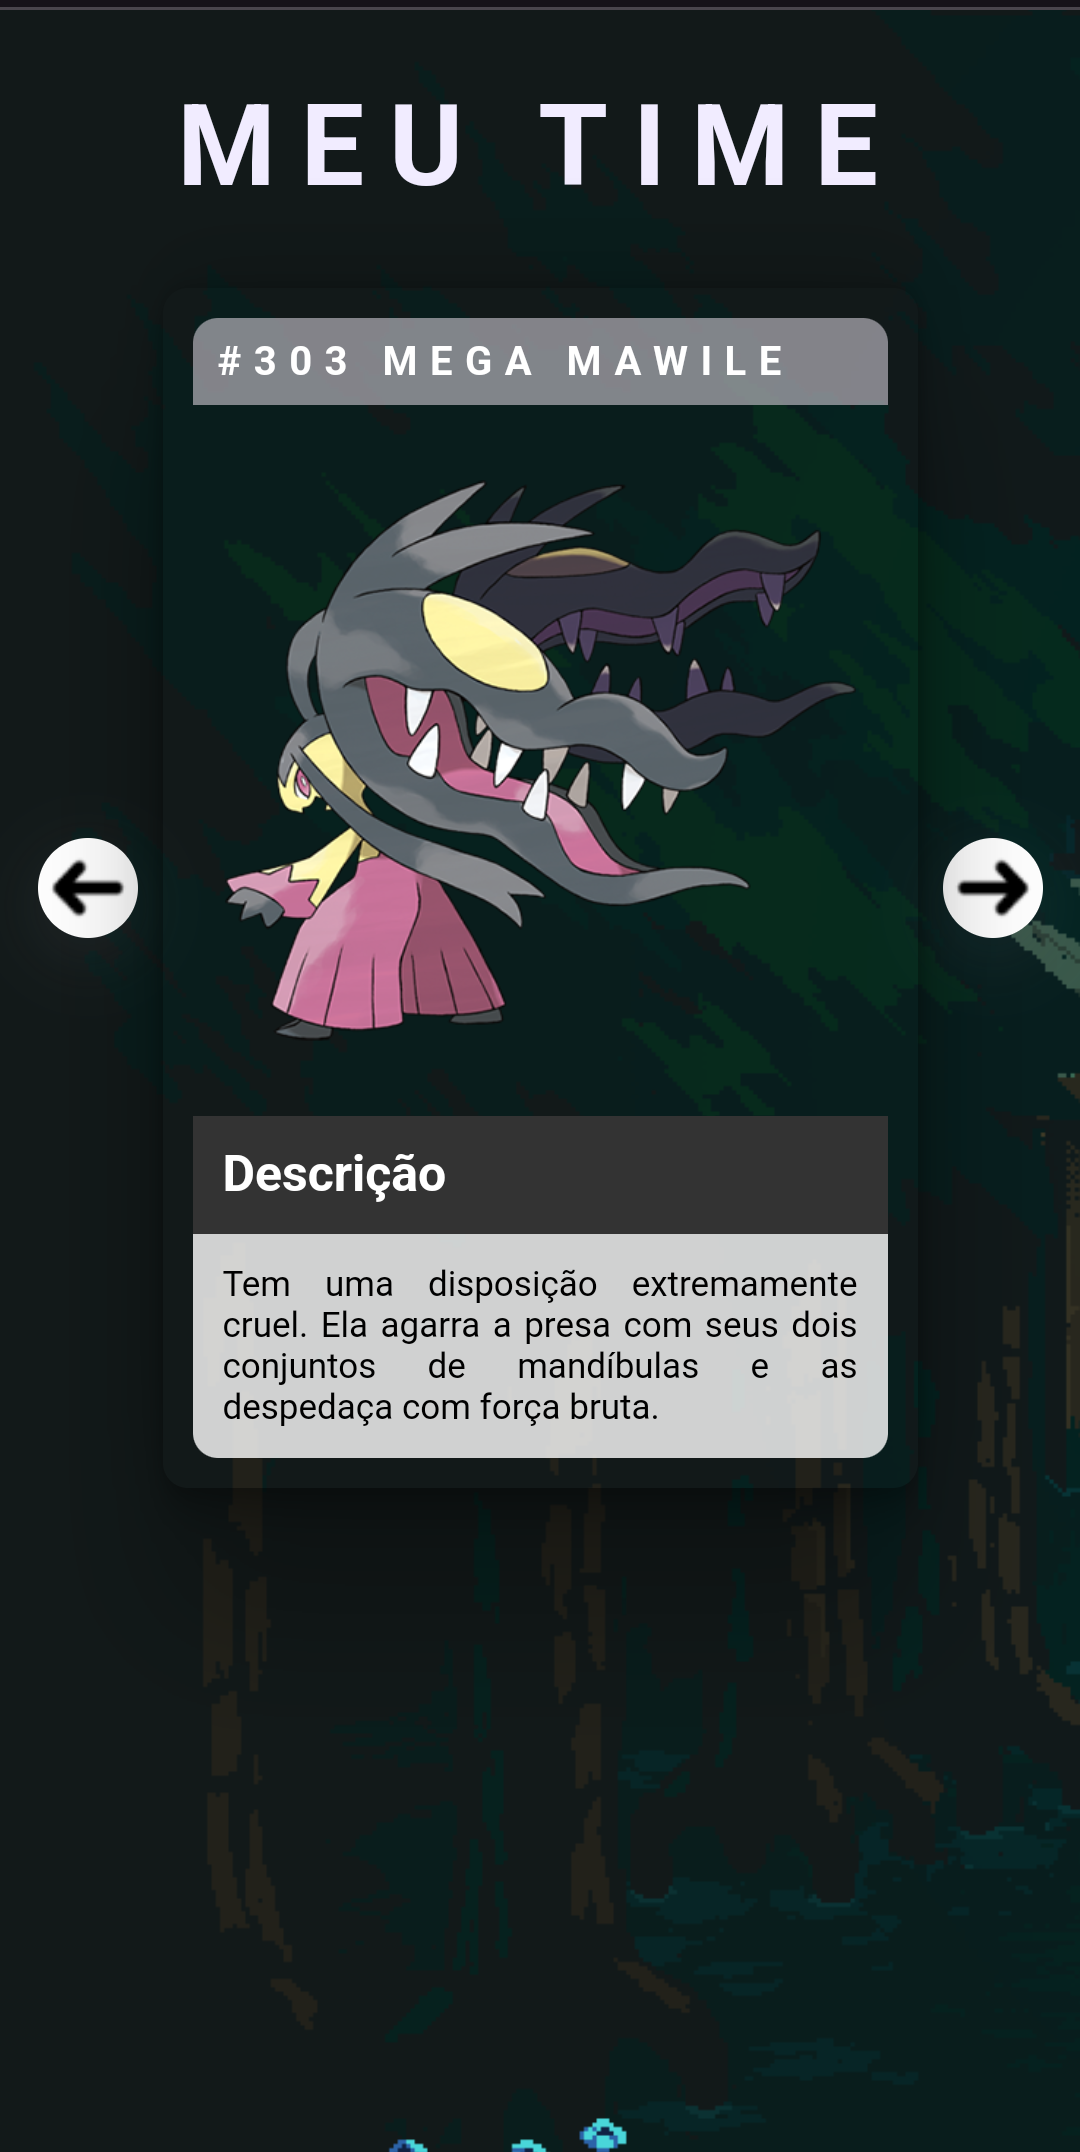 MEU TIME
#303 MEGA MAWILE
Descrição
Tem uma disposição extremamente
cruel. Ela agarra a presa com seus dois
conjuntos de mandíbulas e as
despedaça com força bruta.